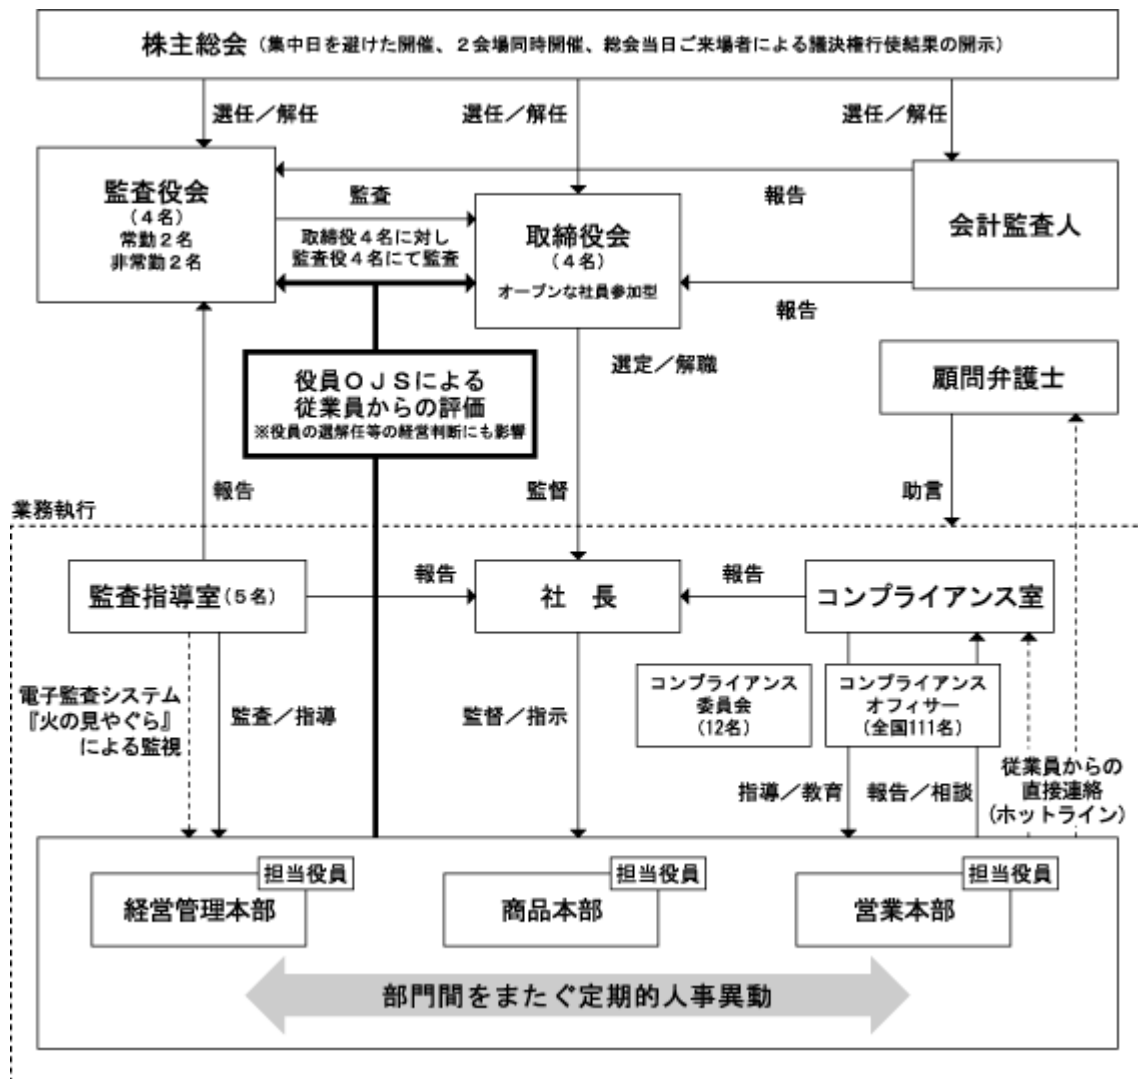 株主総会（集中日を避けた開催、２会場同時開催、総会当日ご来場者による議決権行使結果の開示）
選任／解任
選任／解任
選任／解任
監査役会
（４名）
常勤２名
非常勤２名
監査
取締役４名に対し
監査役４名にて監査
取締役会
（４名）
オープンな社員参加型
報告
報告
会計監査人
役員ＯＪＳによる
従業員からの評価
※役員の選解任等の経営判断にも影響
選定／解職
顧問弁護士
報告
監督
助言
業務執行
監査指導室（５名）
報告
社　長
報告
コンプライアンス室
電子監査システム
『火の見やぐら』
による監視
監査／指導
監督／指示
コンプライアンス
委員会
（12名）
コンプライアンス
オフィサー
（全国111名）
指導／教育
報告／相談
従業員からの
直接連絡
（ホットライン）
担当役員
経営管理本部
担当役員
商品本部
担当役員
営業本部
部門間をまたぐ定期的人事異動